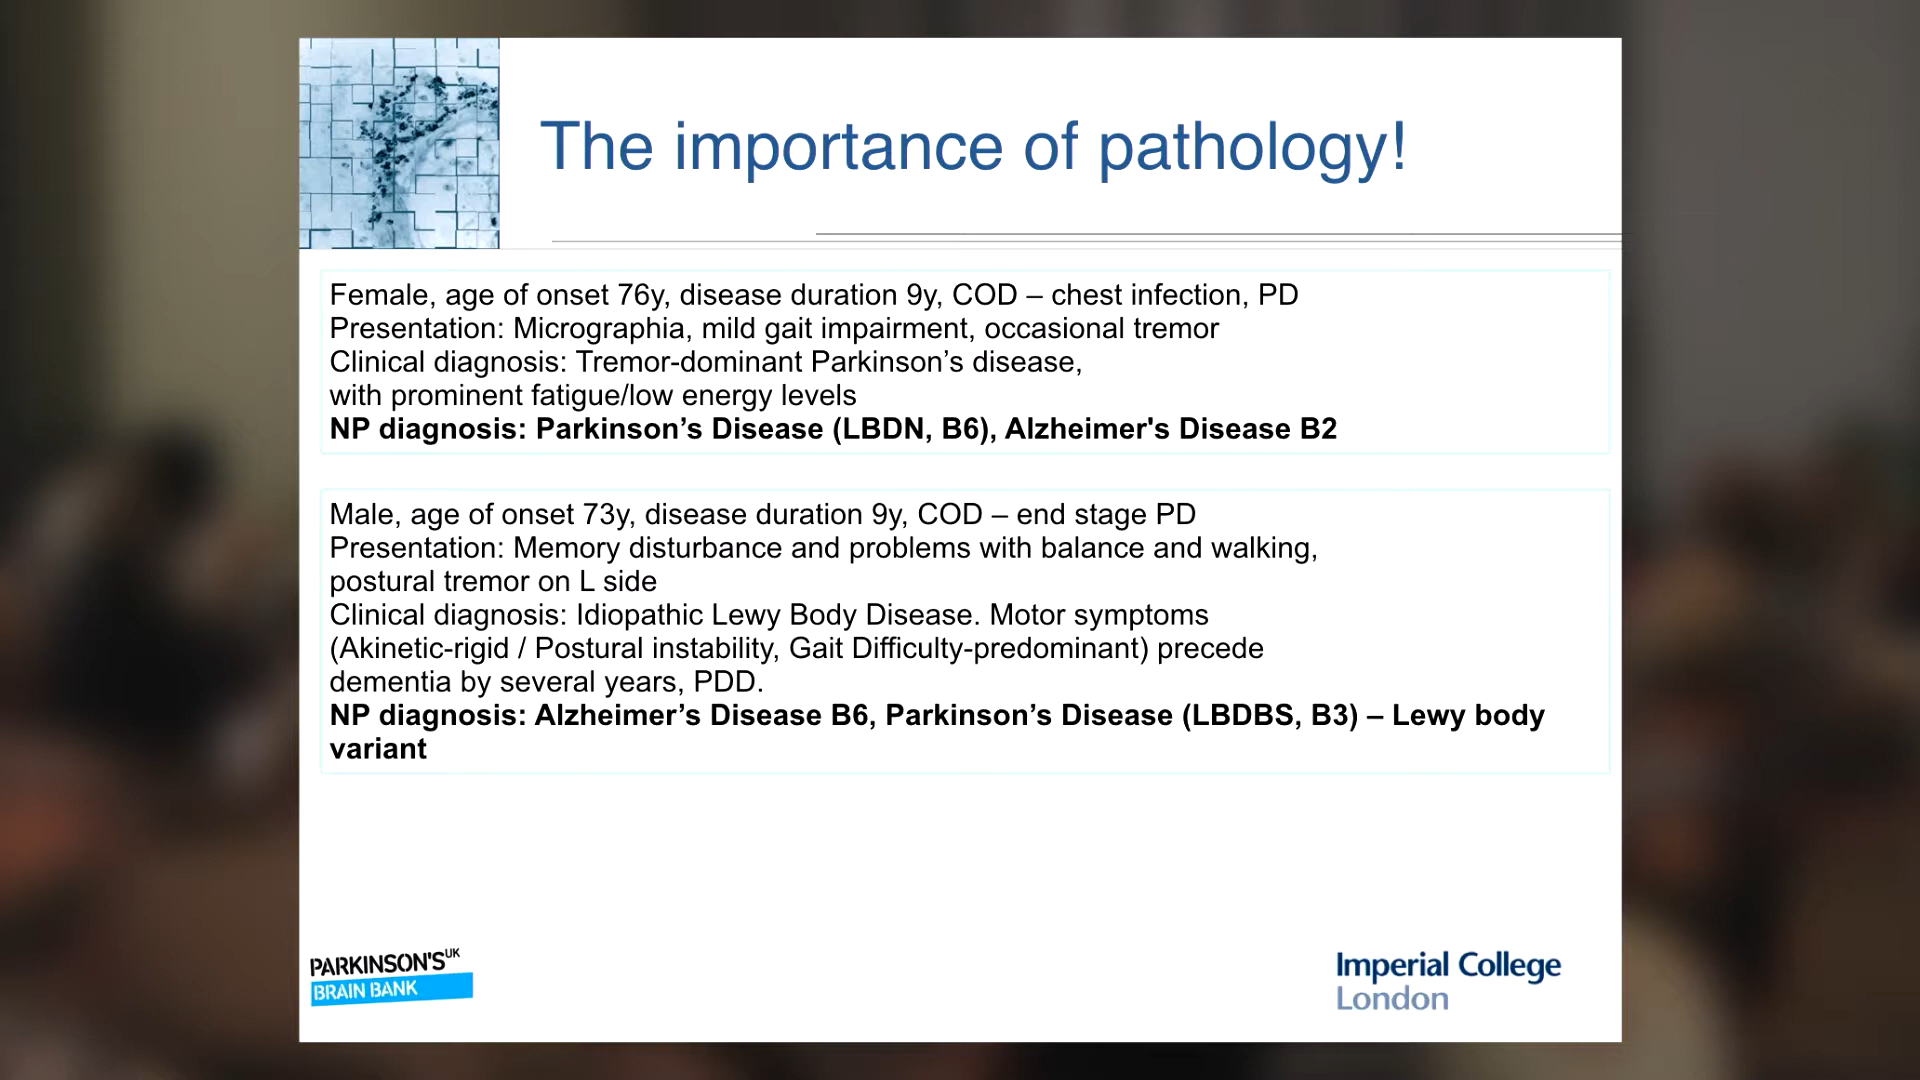 The importance of pathology!
Female, age of onset 76y, disease duration 9y, COD – chest infection, PD
Presentation: Micrographia, mild gait impairment, occasional tremor
Clinical diagnosis: Tremor-dominant Parkinson’s disease,
with prominent fatigue/low energy levels
NP diagnosis: Parkinson’s Disease (LBDN, B6), Alzheimer's Disease B2
Male, age of onset 73y, disease duration 9y, COD – end stage PD
Presentation: Memory disturbance and problems with balance and walking,
postural tremor on L side
Clinical diagnosis: Idiopathic Lewy Body Disease. Motor symptoms
(Akinetic-rigid / Postural instability, Gait Difficulty-predominant) precede
dementia by several years, PDD.
NP diagnosis: Alzheimer’s Disease B6, Parkinson’s Disease (LBDBS, B3) – Lewy body
variant
PARKINSON'S UK
BRAIN BANK
Imperial College
London